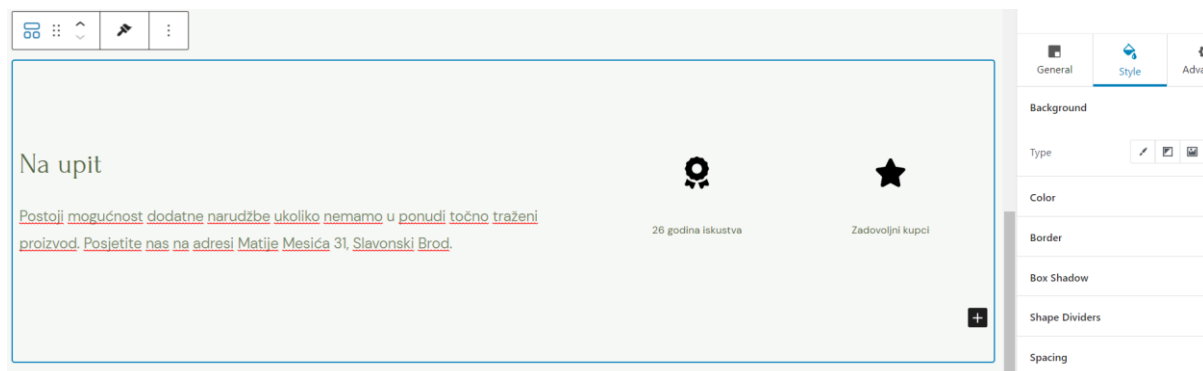 General
Style
Background
Type
Color
Border
Box Shadow
Shape Dividers
Spacing
Na upit
Postoji mogućnost dodatne narudžbe ukoliko nemamo u ponudi točno traženi
proizvod. Posjetite nas na adresi Matije Mesića 31, Slavonski Brod.
26 godina iskustva
Zadovoljni kupci